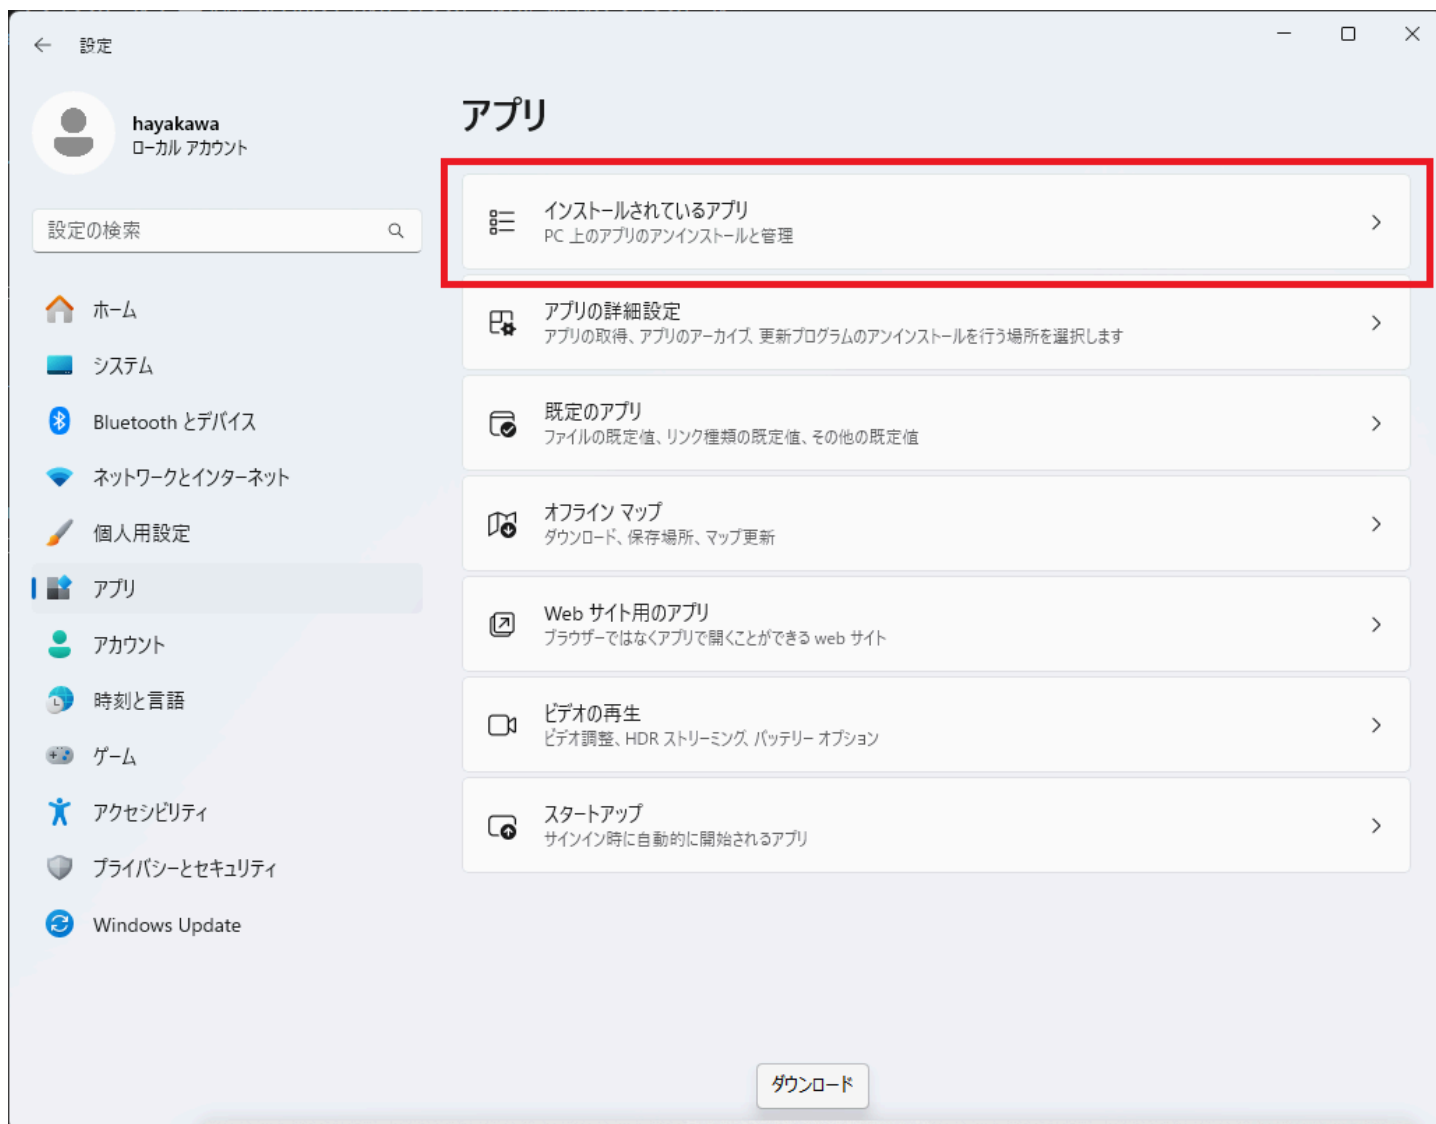 設定
hayakawa
ローカル アカウント
設定の検索
ホーム
システム
Bluetooth とデバイス
ネットワークとインターネット
個人用設定
アプリ
アカウント
時刻と言語
ゲーム
アクセシビリティ
プライバシーとセキュリティ
Windows Update
アプリ
インストールされているアプリ
PC 上のアプリのアンインストールと管理
アプリの詳細設定
アプリの取得、アプリのアーカイブ、更新プログラムのアンインストールを行う場所を選択します
既定のアプリ
ファイルの既定値、リンク種類の既定値、その他の既定値
オフライン マップ
ダウンロード、保存場所、マップ更新
Web サイト用のアプリ
ブラウザーではなくアプリで開くことができる web サイト
ビデオの再生
ビデオ調整、HDR ストリーミング、バッテリー オプション
スタートアップ
サインイン時に自動的に開始されるアプリ
ダウンロード